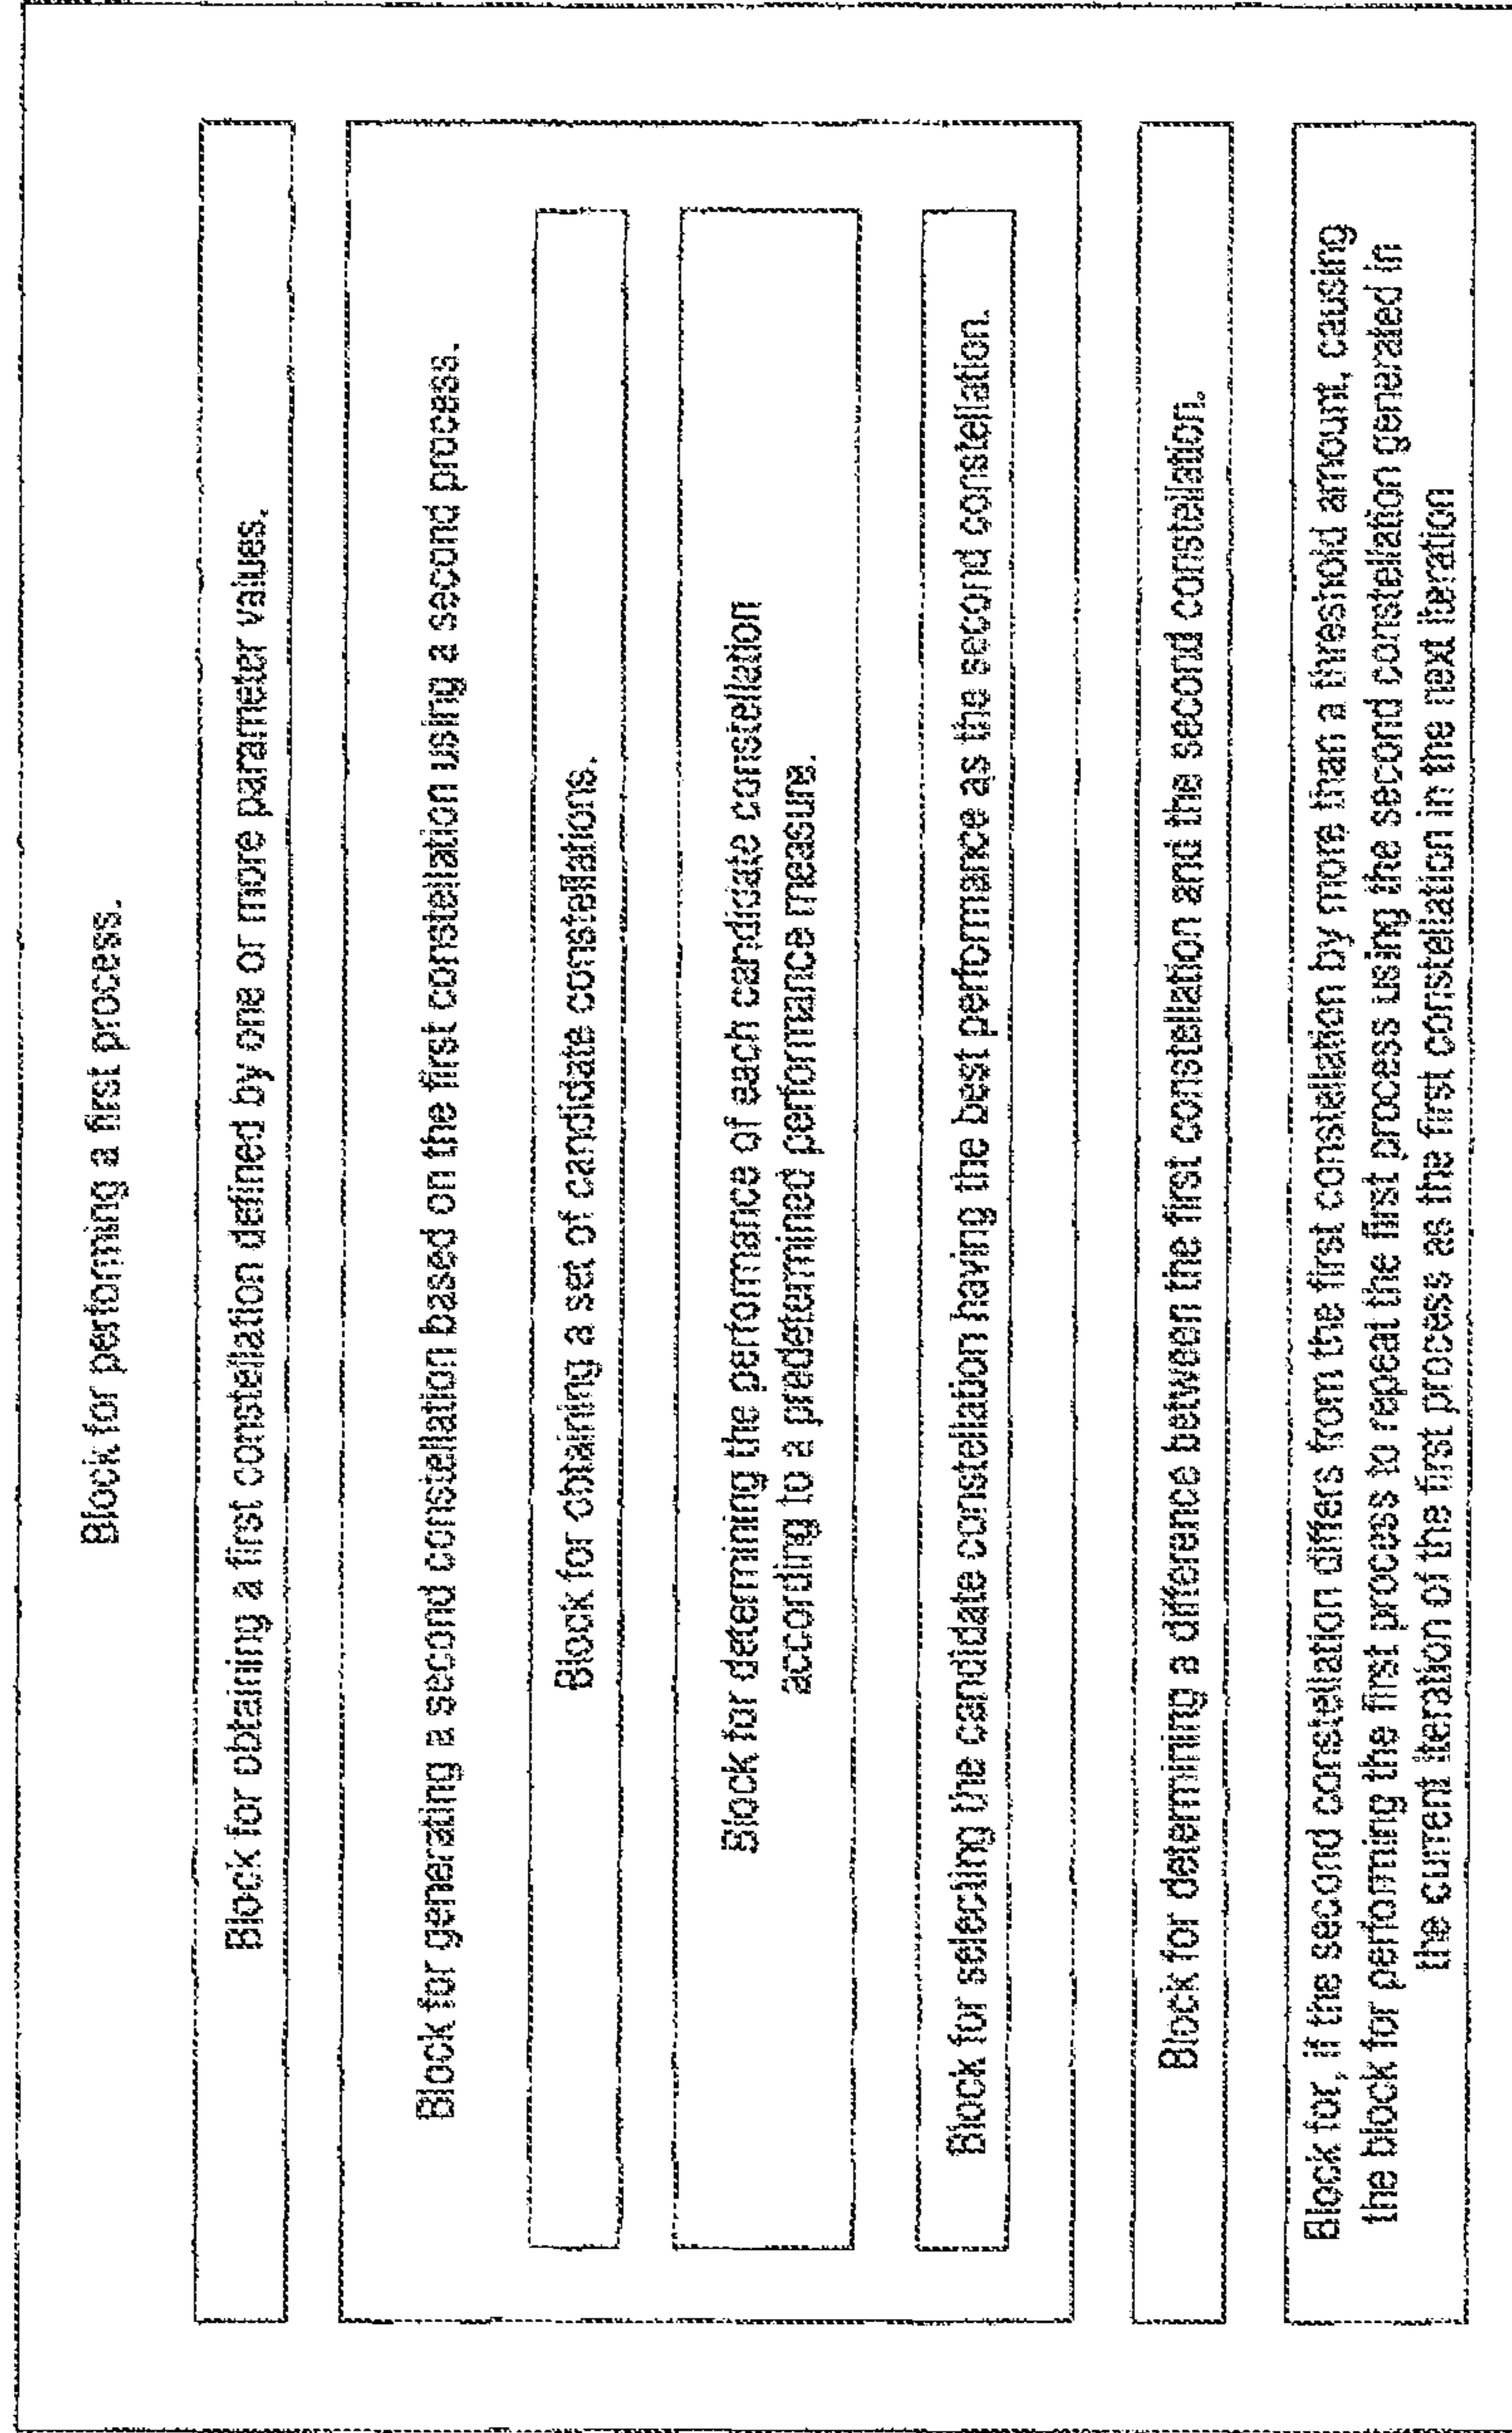 Block for performing a first process.
Block for obtaining a first constellation defined by one or more parameter values.
Block for generating a second constellation based on the first constellation using a second process.
Block for obtaining a set of candidate constellations.
Block for determining the performance of each candidate constellation
according to a predetermined performance measure.
Block for selecting the candidate constellation having the best performance as the second constellation.
Block for determining a difference between the first constellation and the second constellation.
Block for, if the second constellation differs from the first constellation by more than a threshold amount, causing
the block for performing the first process to repeat the first process using the second constellation generated in
the current iteration of the first process as the first constellation in the next iteration